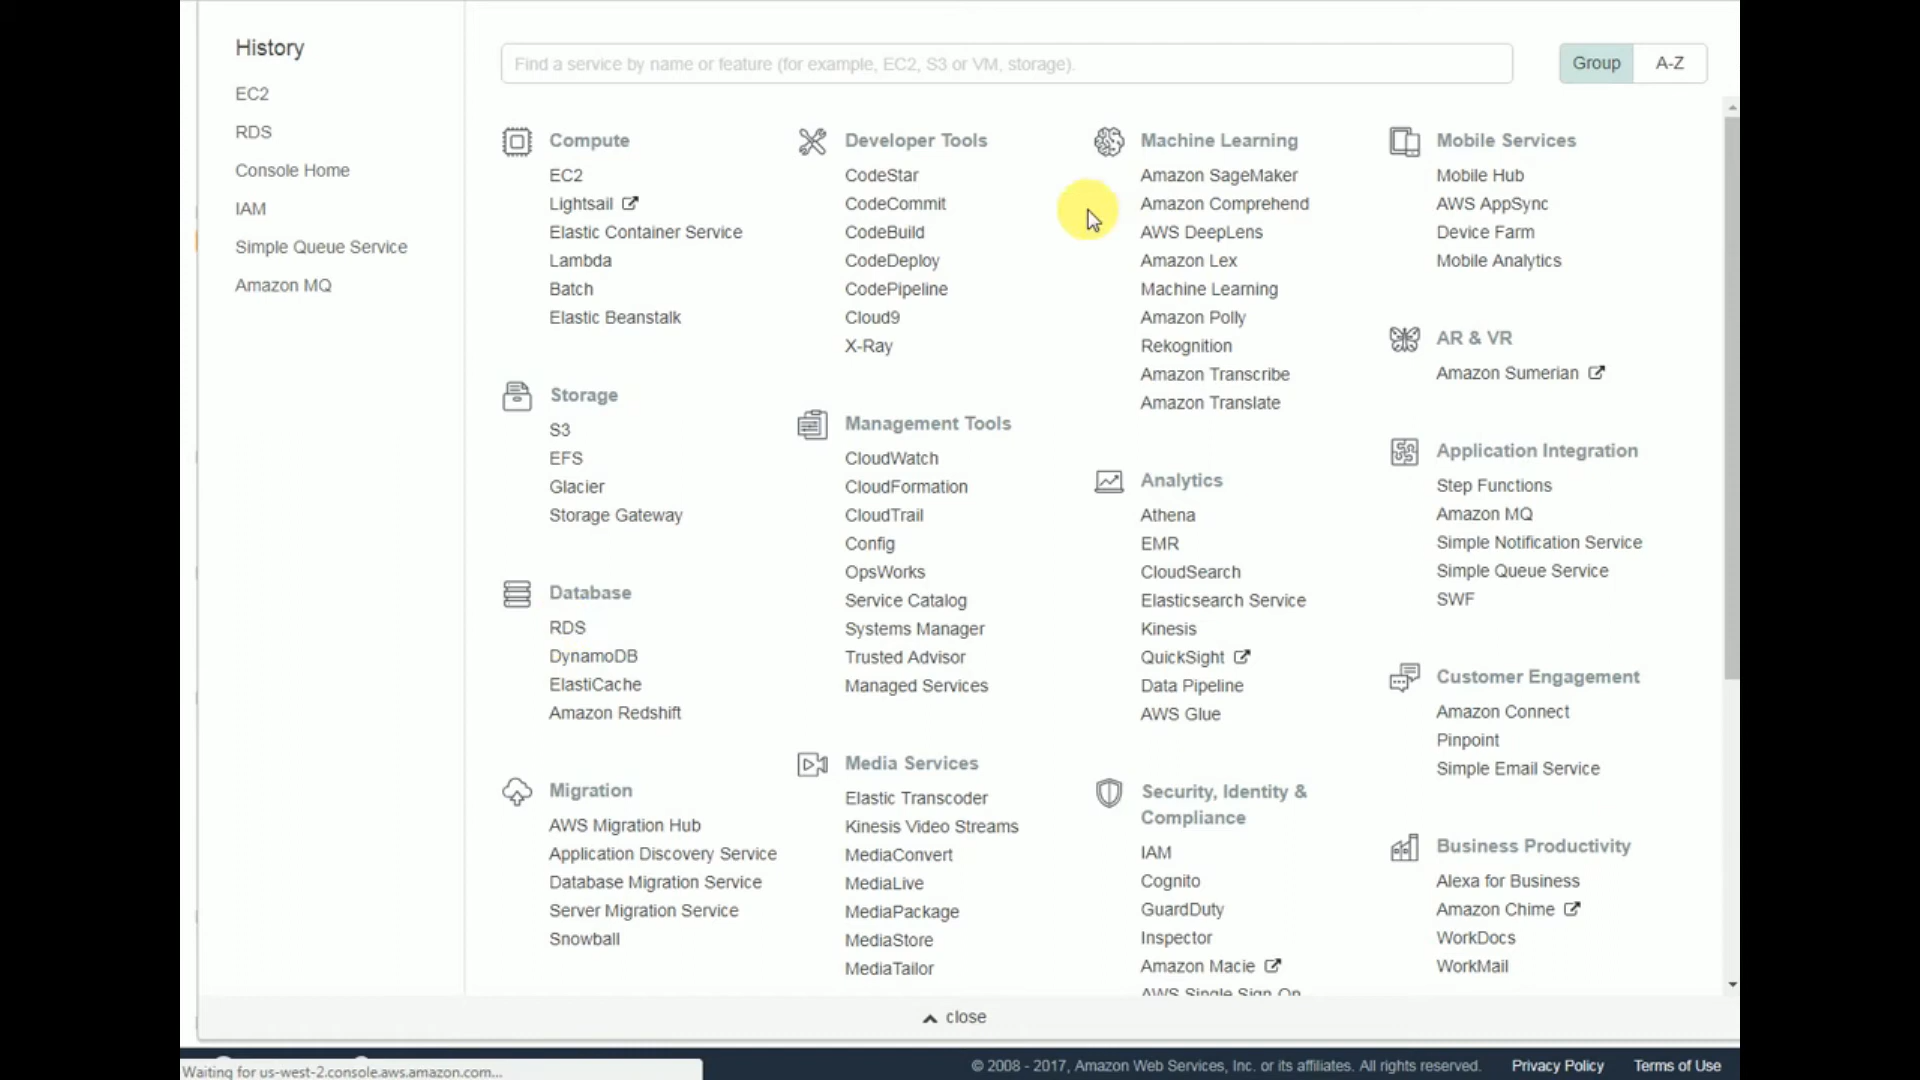 History
EC2
RDS
Console Home
IAM
Simple Queue Service
Amazon MQ
Find a service by name or feature (for example, EC2, S3 or VM, storage).
Group
A-Z
Compute
EC2
Lightsail
Elastic Container Service
Lambda
Batch
Elastic Beanstalk
Storage
S3
EFS
Glacier
Storage Gateway
Database
RDS
DynamoDB
ElastiCache
Amazon Redshift
Migration
AWS Migration Hub
Application Discovery Service
Database Migration Service
Server Migration Service
Snowball
Developer Tools
CodeStar
CodeCommit
CodeBuild
CodeDeploy
CodePipeline
Cloud9
X-Ray
Management Tools
CloudWatch
CloudFormation
CloudTrail
Config
OpsWorks
Service Catalog
Systems Manager
Trusted Advisor
Managed Services
Media Services
Elastic Transcoder
Kinesis Video Streams
MediaConvert
MediaLive
MediaPackage
MediaStore
MediaTailor
Machine Learning
Amazon SageMaker
Amazon Comprehend
AWS DeepLens
Amazon Lex
Machine Learning
Amazon Polly
Rekognition
Amazon Transcribe
Amazon Translate
Analytics
Athena
EMR
CloudSearch
Elasticsearch Service
Kinesis
QuickSight
Data Pipeline
AWS Glue
Security, Identity &
Compliance
IAM
Cognito
GuardDuty
Inspector
Amazon Macie
AWS Single Sign On
Mobile Services
Mobile Hub
AWS AppSync
Device Farm
Mobile Analytics
AR & VR
Amazon Sumerian
Application Integration
Step Functions
Amazon MQ
Simple Notification Service
Simple Queue Service
SWF
Customer Engagement
Amazon Connect
Pinpoint
Simple Email Service
Business Productivity
Alexa for Business
Amazon Chime
WorkDocs
WorkMail
close
Waiting for us-west-2.console.aws.amazon.com...
© 2008 - 2017, Amazon Web Services, Inc. or its affiliates. All rights reserved.
Privacy Policy
Terms of Use